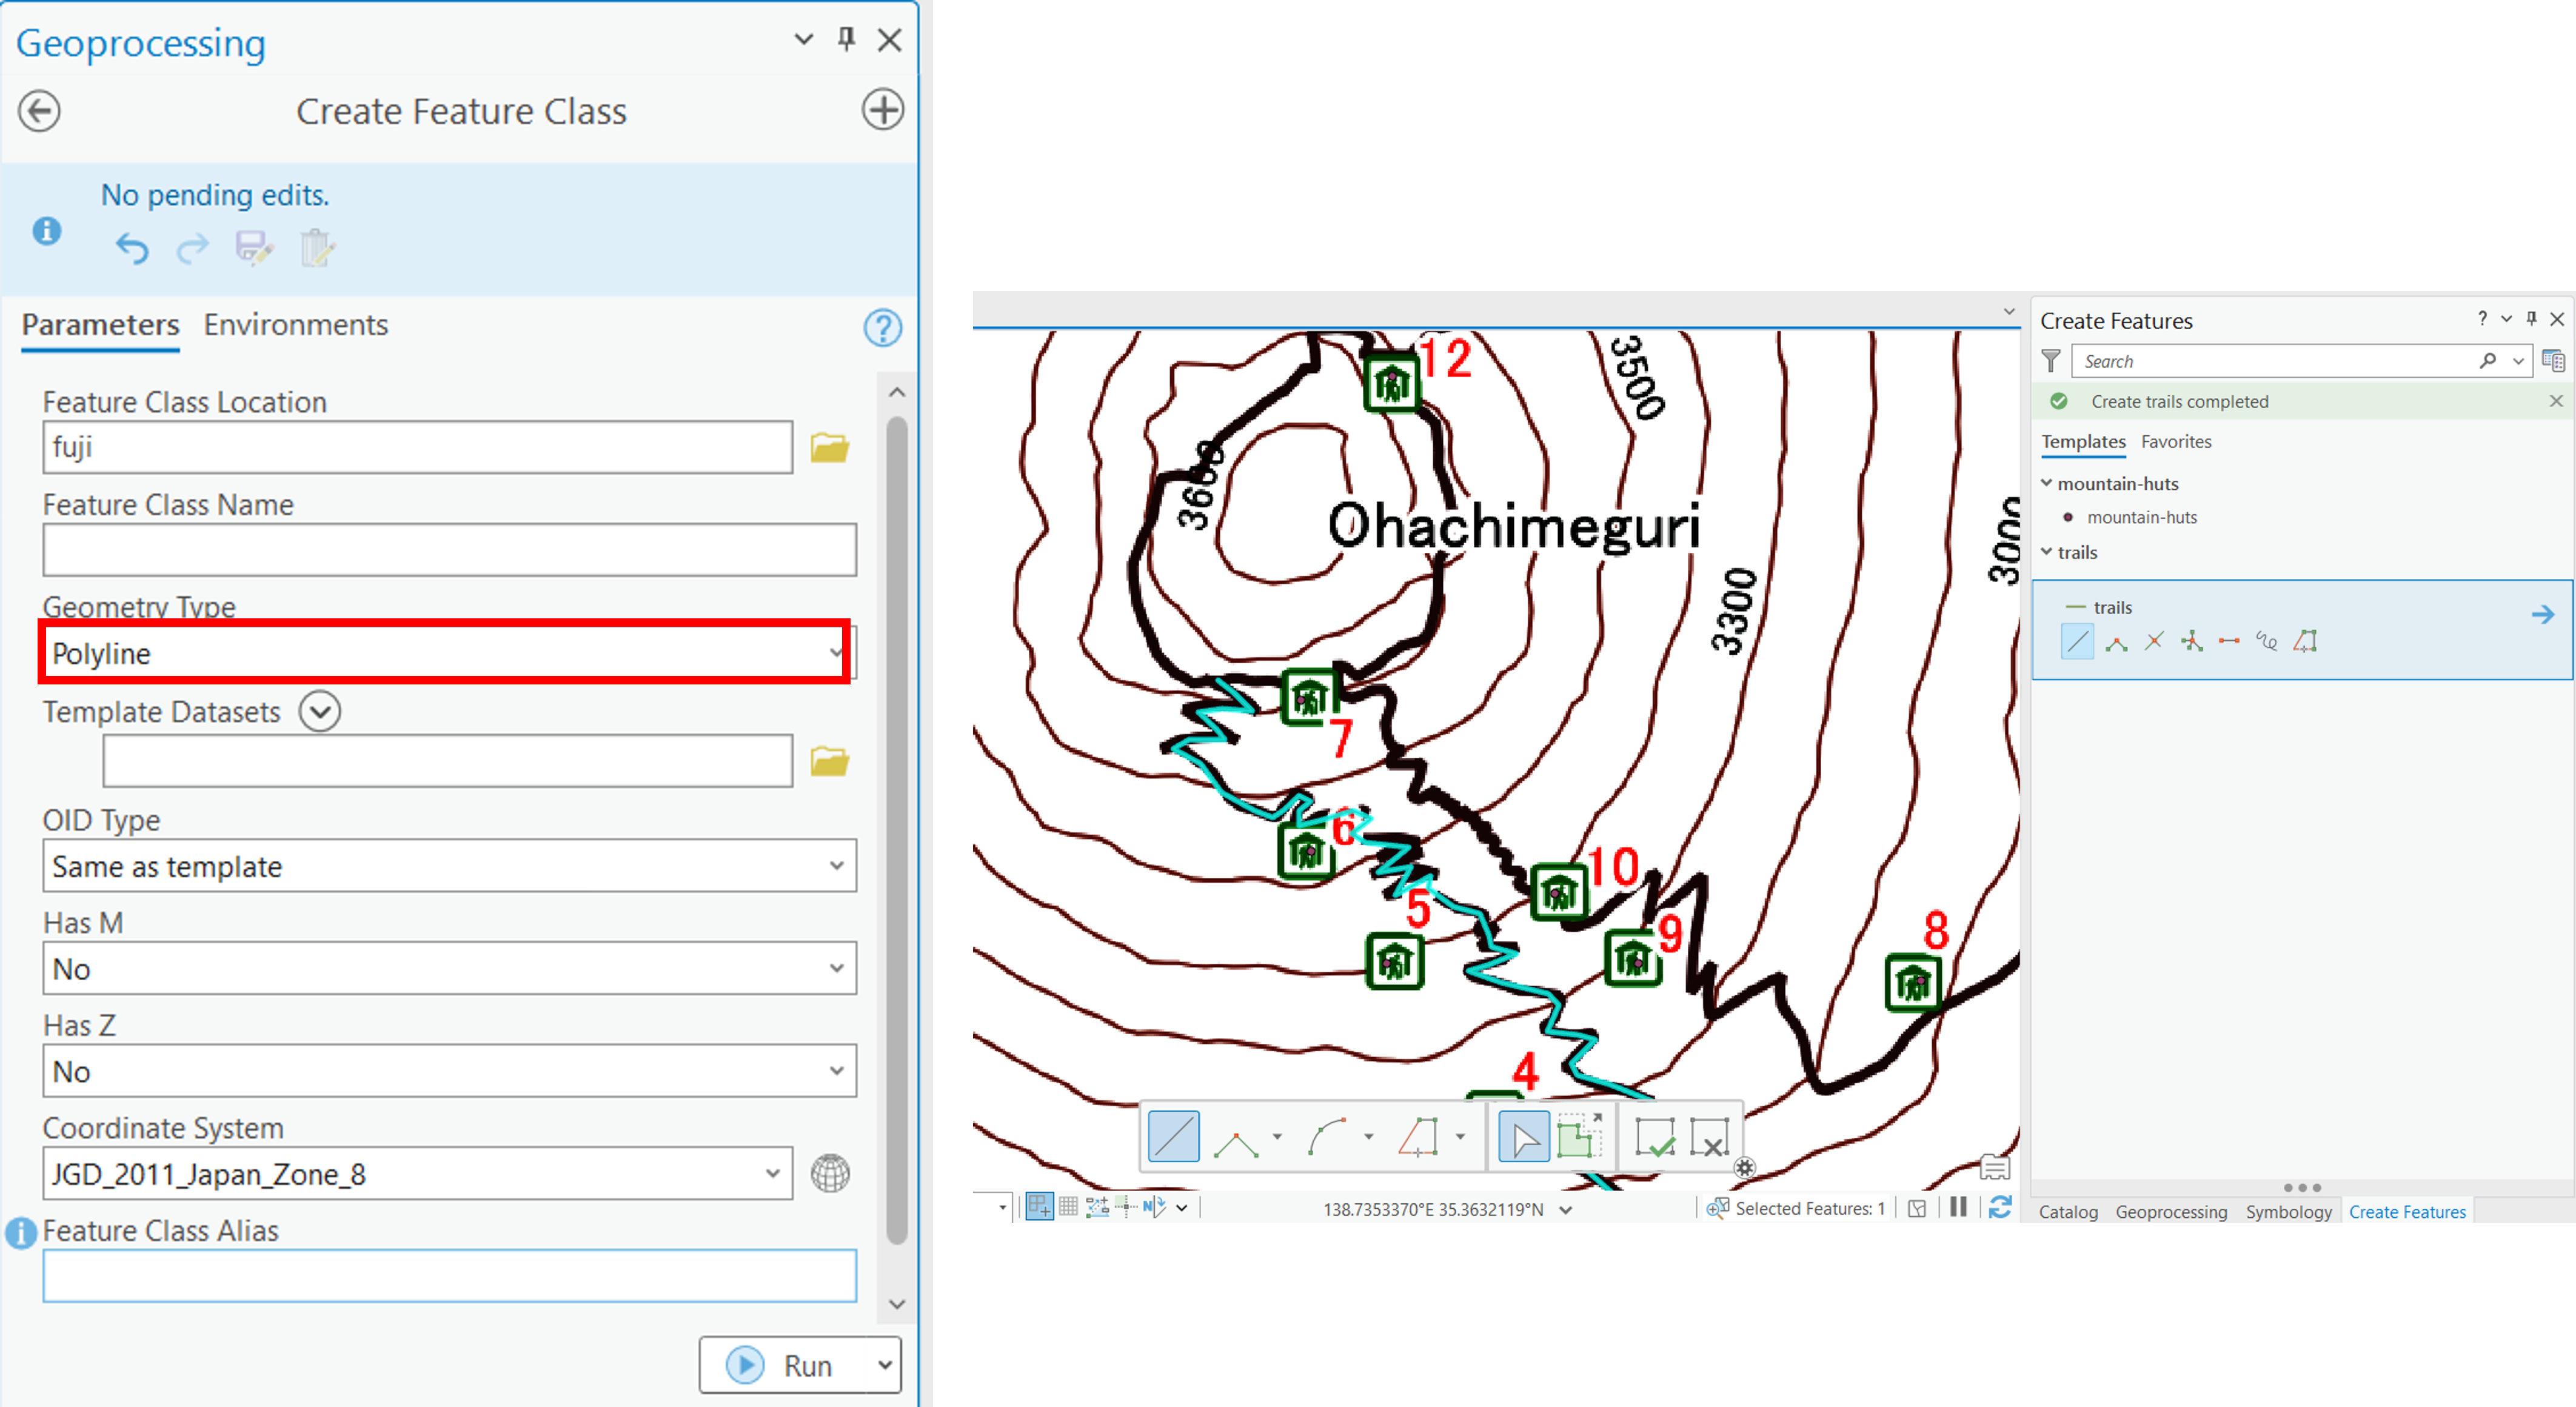 Geoprocessing
Create Feature Class
No pending edits.
Parameters Environments
Feature Class Location
fuji
Feature Class Name
Geometry Type
Polyline
Template Datasets
OID Type
Same as template
Has M
No
Has Z
No
Coordinate System
JGD_2011_Japan_Zone_8
Feature Class Alias
Run
12
3500
3600
Ohachimeguri
3000
3300
7
6
10
5
9
8
4
138.7353370°E 35.3632119°N
Selected Features: 1
Create Features
Search
Create trails completed
Templates Favorites
mountain-huts
mountain-huts
trails
trails
Catalog Geoprocessing Symbology Create Features